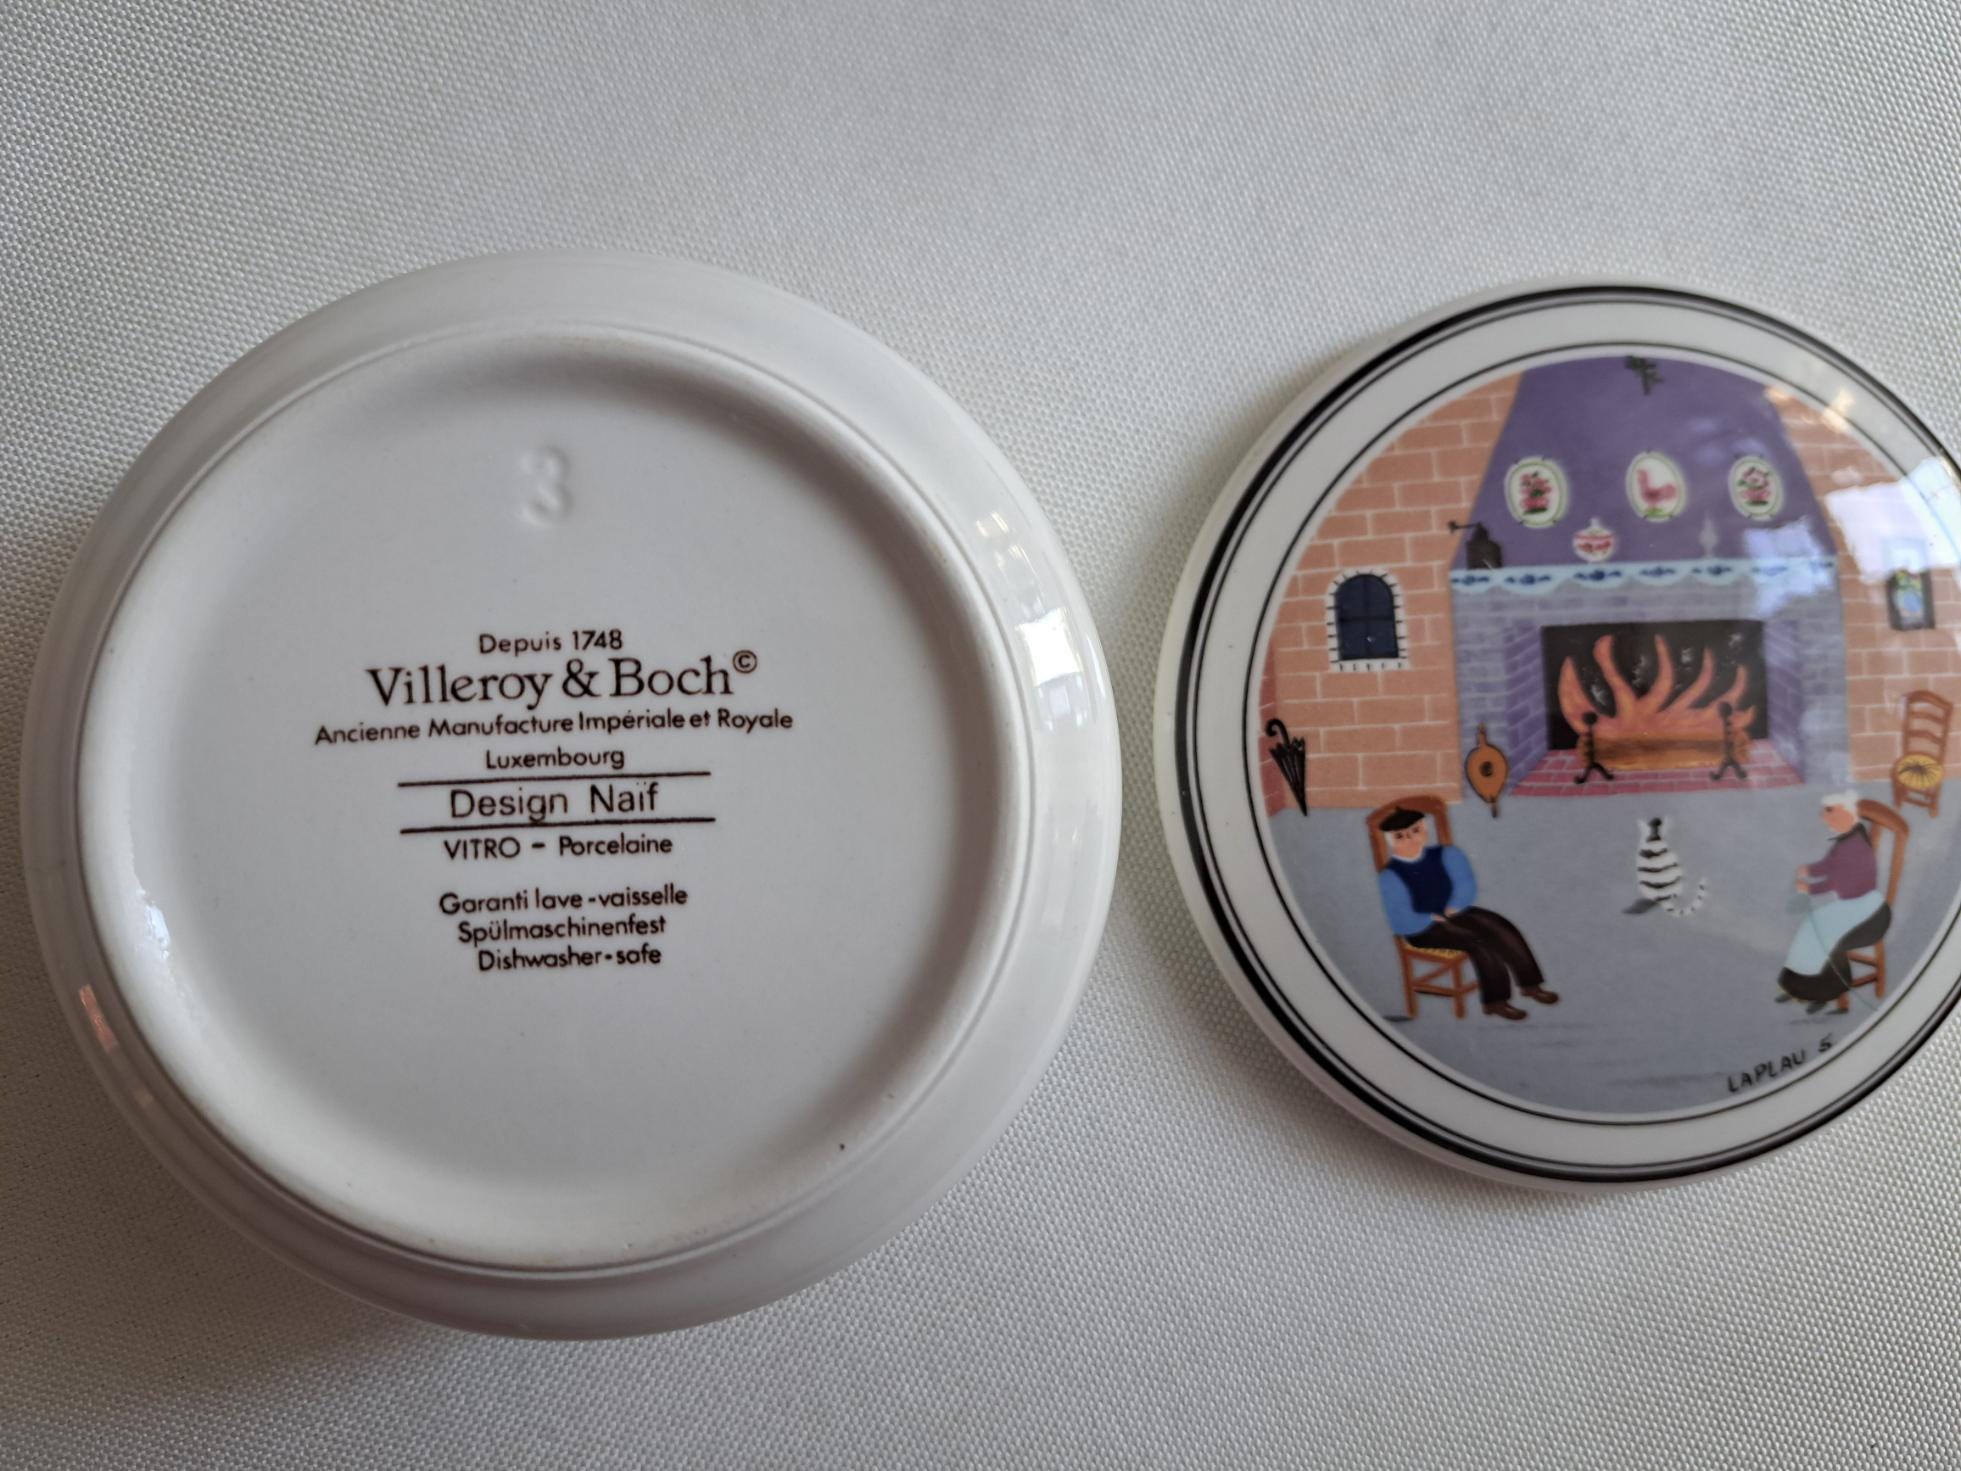 3
Depuis 1748
Villeroy & Boch©
Ancienne Manufacture Impériale et Royale
Luxembourg
Design Naïf
VITRO - Porcelaine
Garanti lave-vaisselle
Spülmaschinenfest
Dishwasher-safe
LAPLAU 5